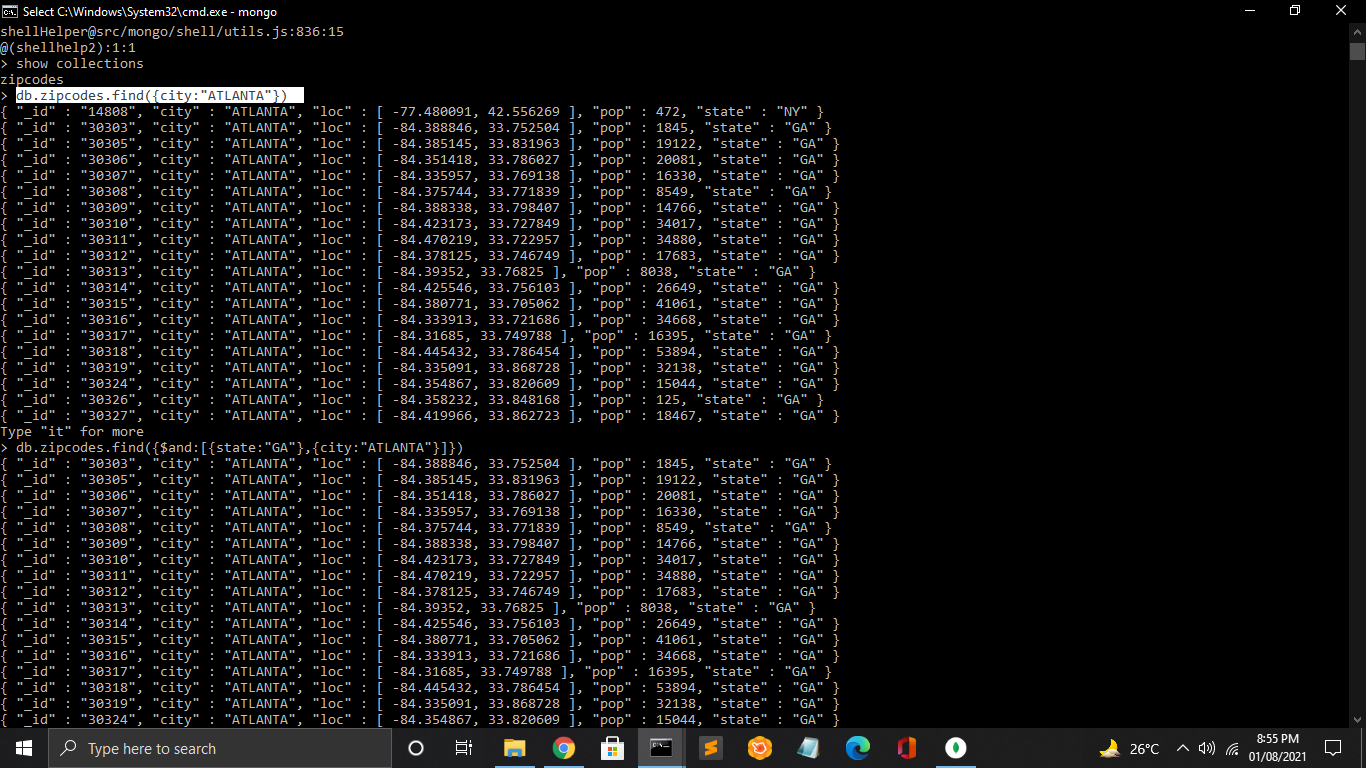 Select C:\Windows\System32\cmd.exe - mongo
shellHelper@src/mongo/shell/utils.js:836:15
@(shellhelp2):1:1
> show collections
zipcodes
> db.zipcodes.find({city:"ATLANTA"})
{ "_id" : "14808", "city" : "ATLANTA", "loc" : [ -77.480091, 42.556269 ], "pop" : 472, "state" : "NY" }
{ "_id" : "30303", "city" : "ATLANTA", "loc" : [ -84.388846, 33.752504 ], "pop" : 1845, "state" : "GA" }
{ "_id" : "30305", "city" : "ATLANTA", "loc" : [ -84.385145, 33.831963 ], "pop" : 19122, "state" : "GA" }
{ "_id" : "30306", "city" : "ATLANTA", "loc" : [ -84.351418, 33.786027 ], "pop" : 20081, "state" : "GA" }
{ "_id" : "30307", "city" : "ATLANTA", "loc" : [ -84.335957, 33.769138 ], "pop" : 16330, "state" : "GA" }
{ "_id" : "30308", "city" : "ATLANTA", "loc" : [ -84.375744, 33.771839 ], "pop" : 8549, "state" : "GA" }
{ "_id" : "30309", "city" : "ATLANTA", "loc" : [ -84.388338, 33.798407 ], "pop" : 14766, "state" : "GA" }
{ "_id" : "30310", "city" : "ATLANTA", "loc" : [ -84.423173, 33.727849 ], "pop" : 34017, "state" : "GA" }
{ "_id" : "30311", "city" : "ATLANTA", "loc" : [ -84.470219, 33.722957 ], "pop" : 34880, "state" : "GA" }
{ "_id" : "30312", "city" : "ATLANTA", "loc" : [ -84.378125, 33.746749 ], "pop" : 17683, "state" : "GA" }
{ "_id" : "30313", "city" : "ATLANTA", "loc" : [ -84.39352, 33.76825 ], "pop" : 8038, "state" : "GA" }
{ "_id" : "30314", "city" : "ATLANTA", "loc" : [ -84.425546, 33.756103 ], "pop" : 26649, "state" : "GA" }
{ "_id" : "30315", "city" : "ATLANTA", "loc" : [ -84.380771, 33.705062 ], "pop" : 41061, "state" : "GA" }
{ "_id" : "30316", "city" : "ATLANTA", "loc" : [ -84.333913, 33.721686 ], "pop" : 34668, "state" : "GA" }
{ "_id" : "30317", "city" : "ATLANTA", "loc" : [ -84.31685, 33.749788 ], "pop" : 16395, "state" : "GA" }
{ "_id" : "30318", "city" : "ATLANTA", "loc" : [ -84.445432, 33.786454 ], "pop" : 53894, "state" : "GA" }
{ "_id" : "30319", "city" : "ATLANTA", "loc" : [ -84.335091, 33.868728 ], "pop" : 32138, "state" : "GA" }
{ "_id" : "30324", "city" : "ATLANTA", "loc" : [ -84.354867, 33.820609 ], "pop" : 15044, "state" : "GA" }
{ "_id" : "30326", "city" : "ATLANTA", "loc" : [ -84.358232, 33.848168 ], "pop" : 125, "state" : "GA" }
{ "_id" : "30327", "city" : "ATLANTA", "loc" : [ -84.419966, 33.862723 ], "pop" : 18467, "state" : "GA" }
Type "it" for more
> db.zipcodes.find({$and:[{state:"GA"},{city:"ATLANTA"}]})
{ "_id" : "30303", "city" : "ATLANTA", "loc" : [ -84.388846, 33.752504 ], "pop" : 1845, "state" : "GA" }
{ "_id" : "30305", "city" : "ATLANTA", "loc" : [ -84.385145, 33.831963 ], "pop" : 19122, "state" : "GA" }
{ "_id" : "30306", "city" : "ATLANTA", "loc" : [ -84.351418, 33.786027 ], "pop" : 20081, "state" : "GA" }
{ "_id" : "30307", "city" : "ATLANTA", "loc" : [ -84.335957, 33.769138 ], "pop" : 16330, "state" : "GA" }
{ "_id" : "30308", "city" : "ATLANTA", "loc" : [ -84.375744, 33.771839 ], "pop" : 8549, "state" : "GA" }
{ "_id" : "30309", "city" : "ATLANTA", "loc" : [ -84.388338, 33.798407 ], "pop" : 14766, "state" : "GA" }
{ "_id" : "30310", "city" : "ATLANTA", "loc" : [ -84.423173, 33.727849 ], "pop" : 34017, "state" : "GA" }
{ "_id" : "30311", "city" : "ATLANTA", "loc" : [ -84.470219, 33.722957 ], "pop" : 34880, "state" : "GA" }
{ "_id" : "30312", "city" : "ATLANTA", "loc" : [ -84.378125, 33.746749 ], "pop" : 17683, "state" : "GA" }
{ "_id" : "30313", "city" : "ATLANTA", "loc" : [ -84.39352, 33.76825 ], "pop" : 8038, "state" : "GA" }
{ "_id" : "30314", "city" : "ATLANTA", "loc" : [ -84.425546, 33.756103 ], "pop" : 26649, "state" : "GA" }
{ "_id" : "30315", "city" : "ATLANTA", "loc" : [ -84.380771, 33.705062 ], "pop" : 41061, "state" : "GA" }
{ "_id" : "30316", "city" : "ATLANTA", "loc" : [ -84.333913, 33.721686 ], "pop" : 34668, "state" : "GA" }
{ "_id" : "30317", "city" : "ATLANTA", "loc" : [ -84.31685, 33.749788 ], "pop" : 16395, "state" : "GA" }
{ "_id" : "30318", "city" : "ATLANTA", "loc" : [ -84.445432, 33.786454 ], "pop" : 53894, "state" : "GA" }
{ "_id" : "30319", "city" : "ATLANTA", "loc" : [ -84.335091, 33.868728 ], "pop" : 32138, "state" : "GA" }
{ "_id" : "30324", "city" : "ATLANTA", "loc" : [ -84.354867, 33.820609 ], "pop" : 15044, "state" : "GA" }
Type here to search
26°C
8:55 PM
01/08/2021